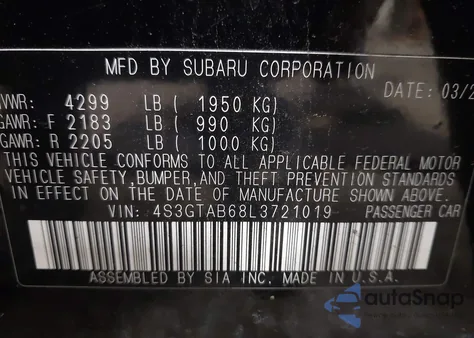 MFD BY SUBARU CORPORATION
DATE: 03/2
VWR: 4299 LB ( 1950 KG)
GAWR: F 2183 LB ( 990 KG)
GAWR: R 2205 LB ( 1000 KG)
THIS VEHICLE CONFORMS TO ALL APPLICABLE FEDERAL MOTOR
VEHICLE SAFETY,BUMPER,AND THEFT PREVENTION STANDARDS
IN EFFECT ON THE DATE OF MANUFACTURE SHOWN ABOVE.
VIN: 4S3GTAB68L3721019 PASSENGER CAR
ASSEMBLED BY SIA INC. MADE IN U.S.A.
autoSnap